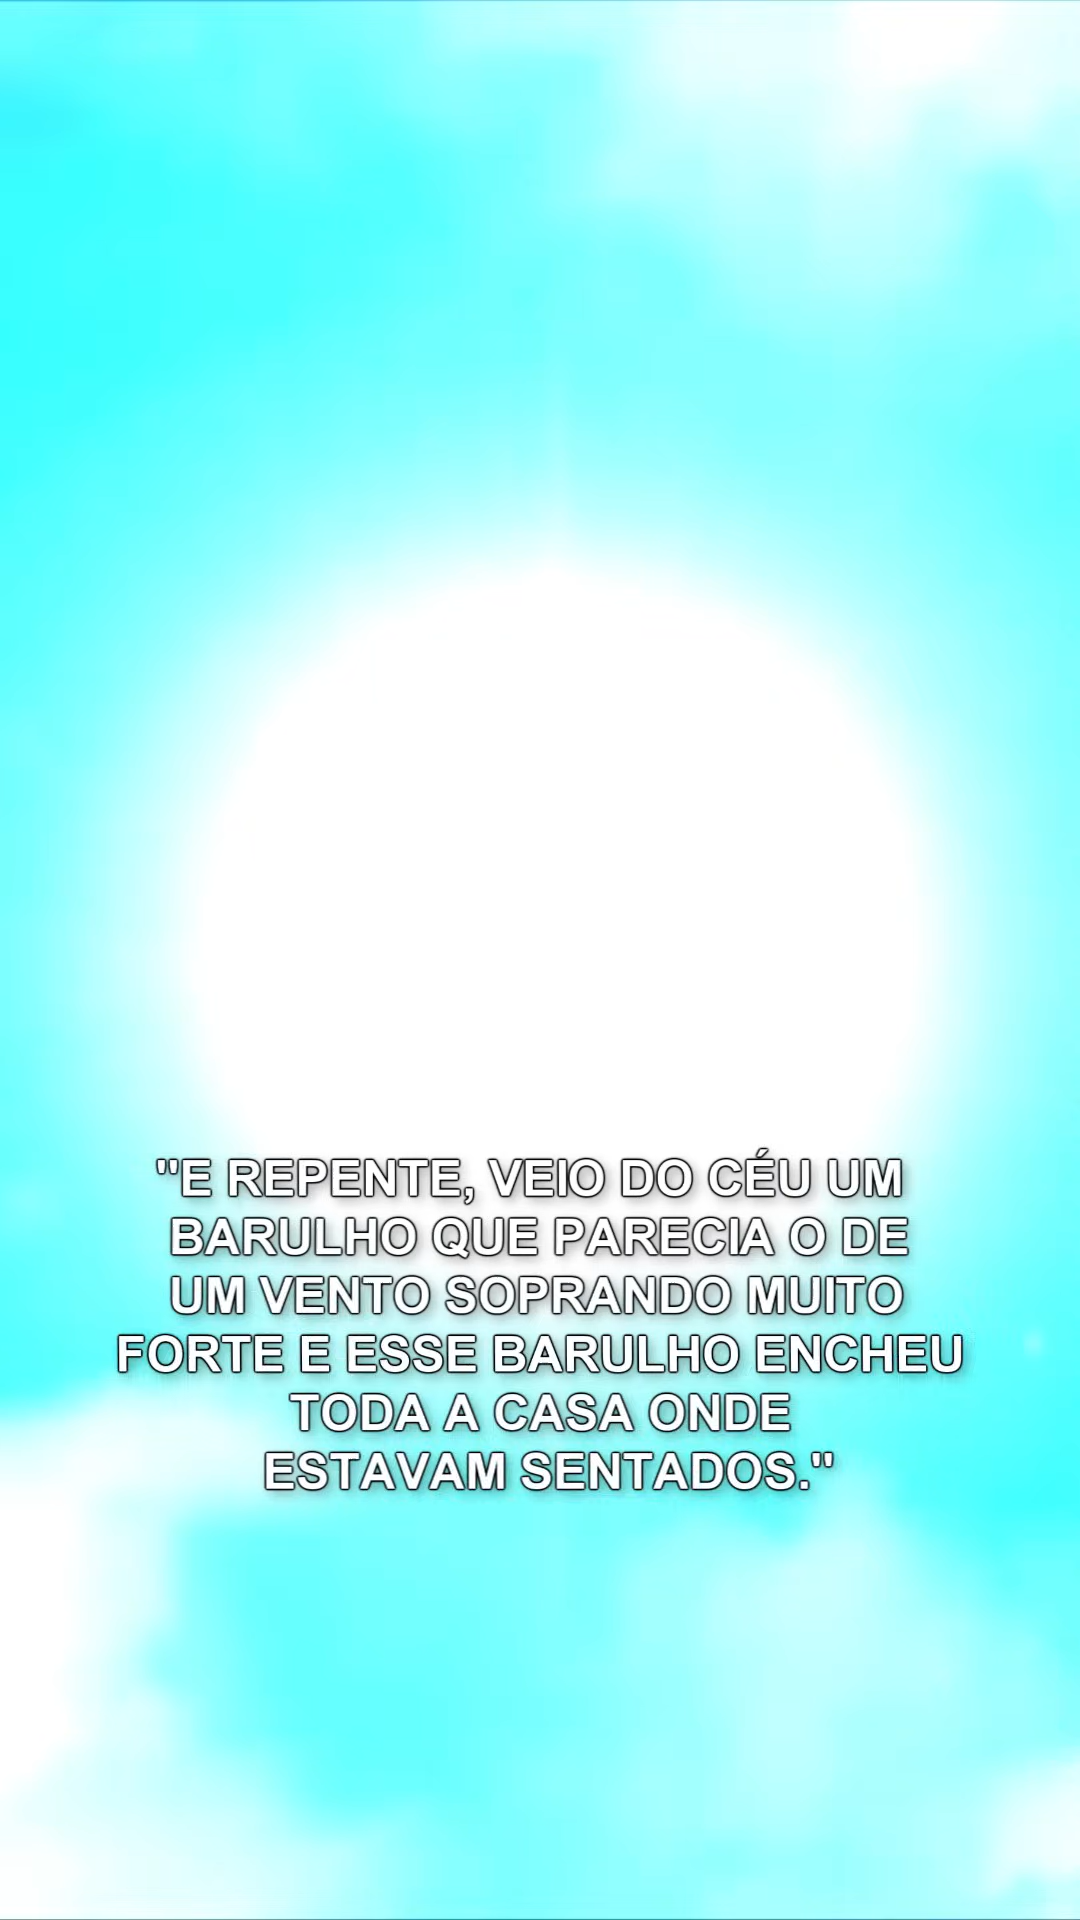 "E REPENTE, VEIO DO CÉU UM
BARULHO QUE PARECIA O DE
UM VENTO SOPRANDO MUITO
FORTE E ESSE BARULHO ENCHEU
TODA A CASA ONDE
ESTAVAM SENTADOS."